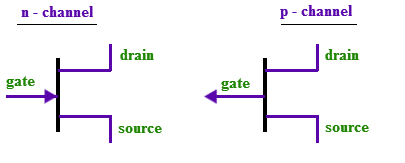 n - channel
p - channel
drain
gate
source
drain
gate
source